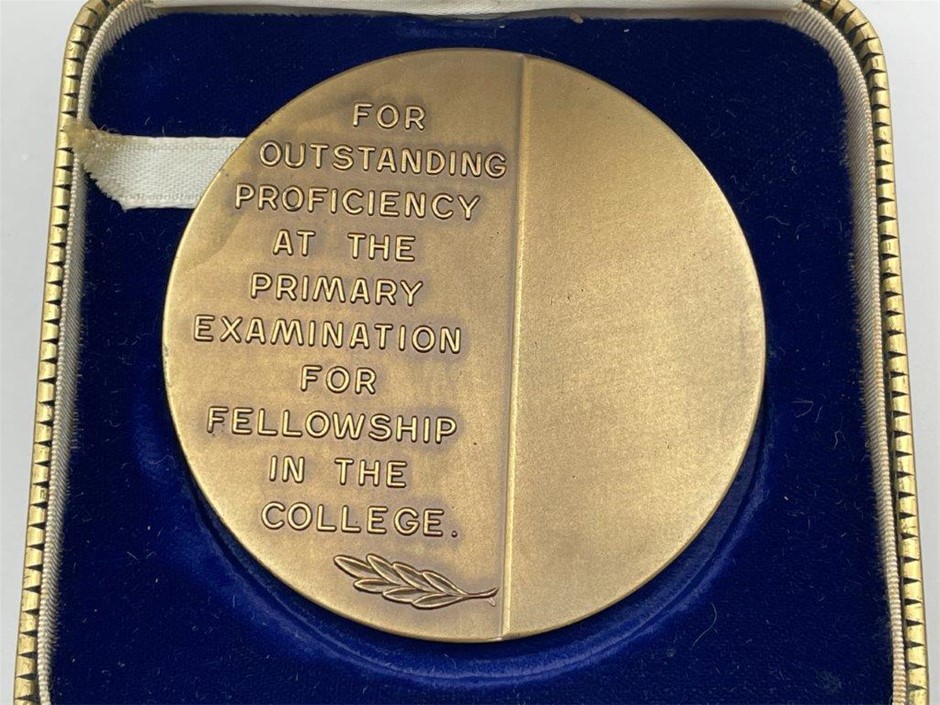 FOR
OUTSTANDING
PROFICIENCY
AT THE
PRIMARY
EXAMINATION
FOR
FELLOWSHIP
IN THE
COLLEGE.